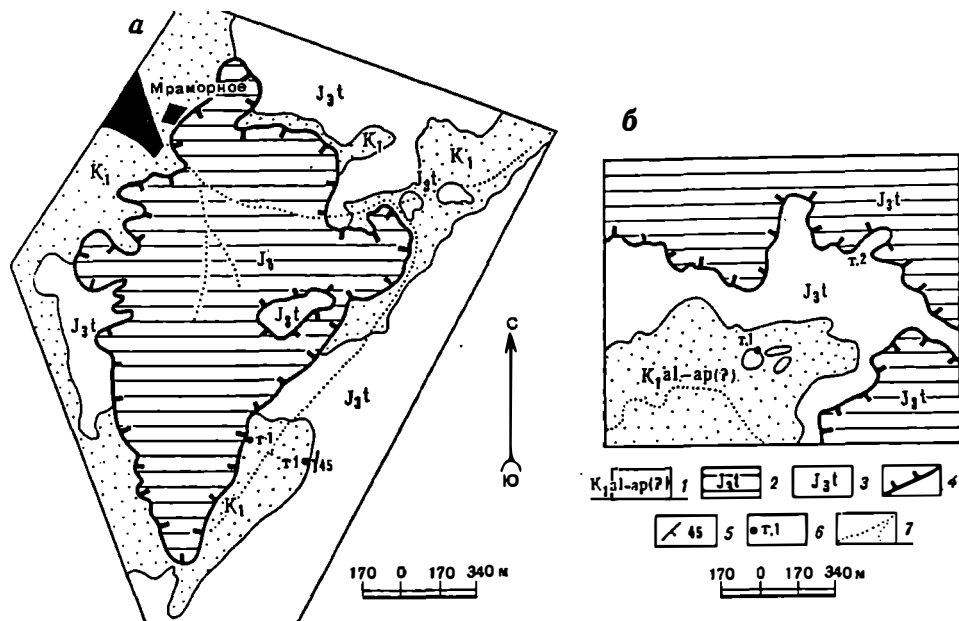 а
Мраморное
J₃t
K₁
K₁
K₁
J₃t
J₃
J₃t
J₃t
J₃t
т.1
т.1
45
K₁
С
Ю
170 0 170 340 м
б
J₃t
т.2
J₃t
т.1
K₁al–ap(?)
J₃t
K₁al–ap(?) 1
J₃t 2
J₃t 3
4
45 5
т.1 6
7
170 0 170 340 м